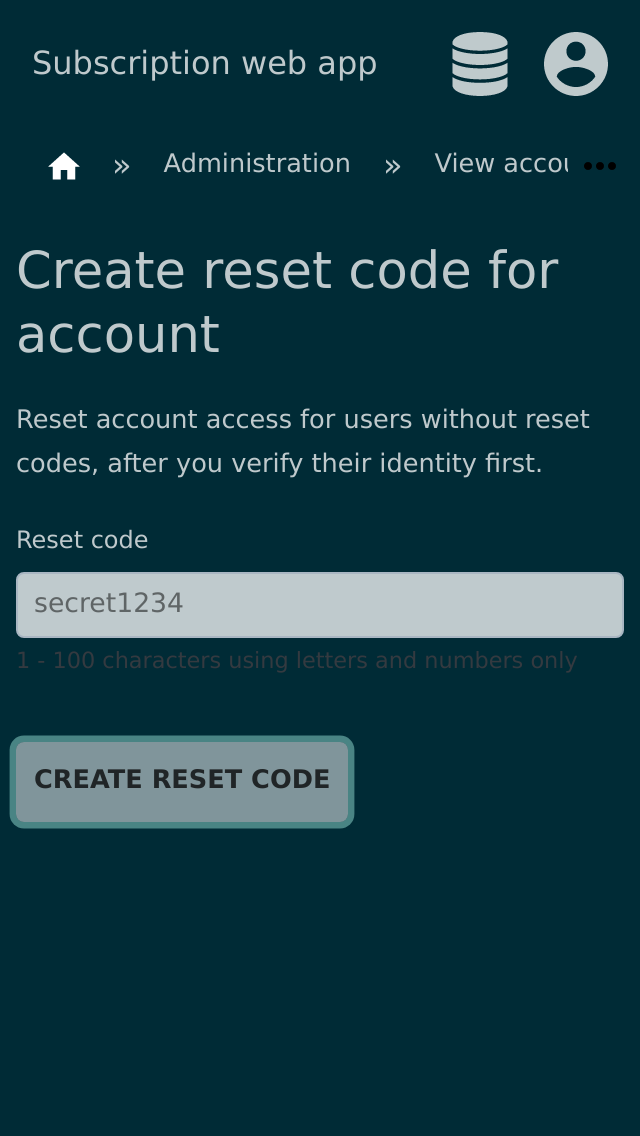 Subscription web app
» Administration » View accou •••
Create reset code for
account
Reset account access for users without reset
codes, after you verify their identity first.
Reset code
secret1234
1 - 100 characters using letters and numbers only
CREATE RESET CODE